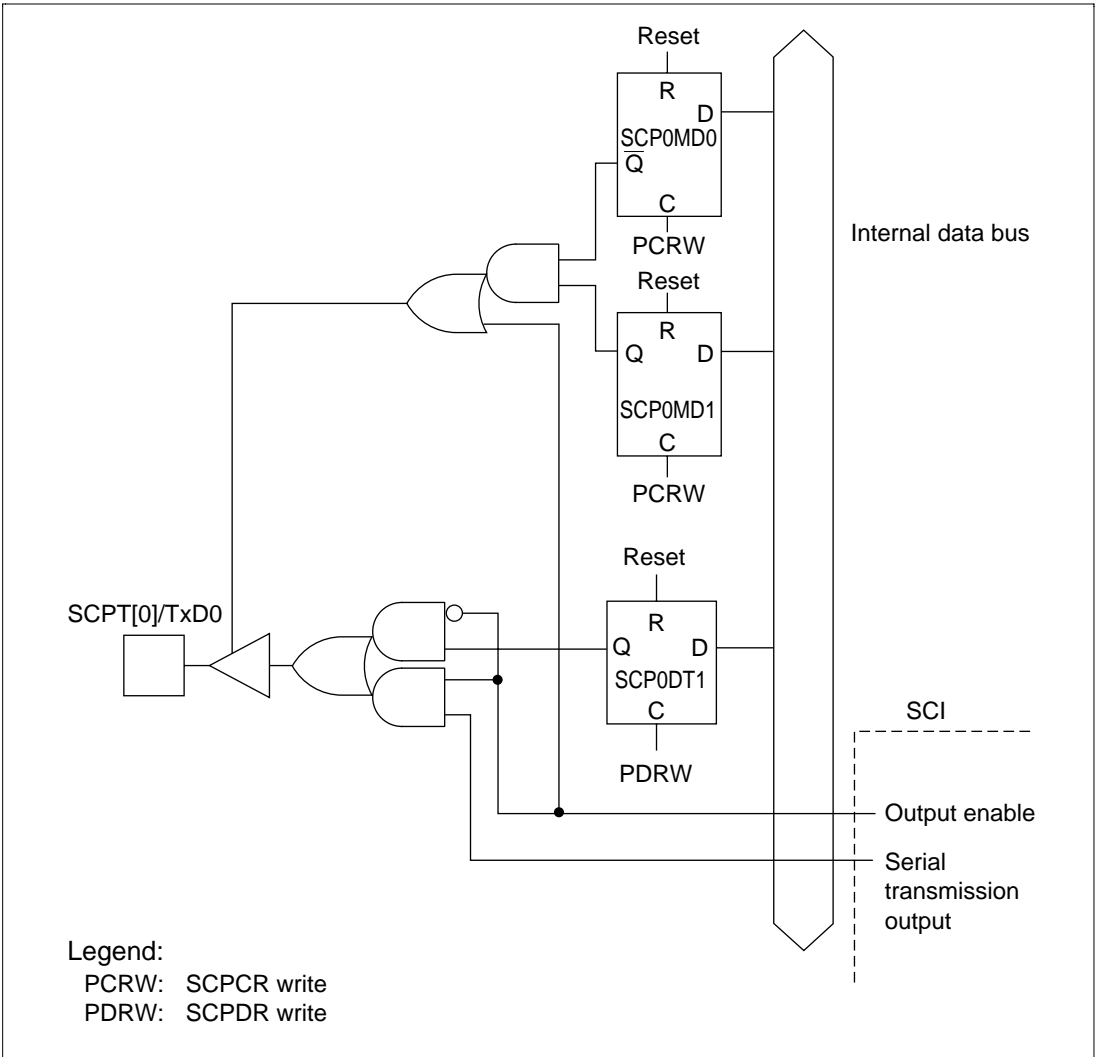 Reset
R
D
SCP0MD0
Q
C
PCRW
Internal data bus
Reset
R
Q D
SCP0MD1
C
PCRW
Reset
SCPT[0]/TxD0
R
Q D
SCP0DT1
C
SCI
PDRW
Output enable
Serial
transmission
output
Legend:
PCRW: SCPCR write
PDRW: SCPDR write